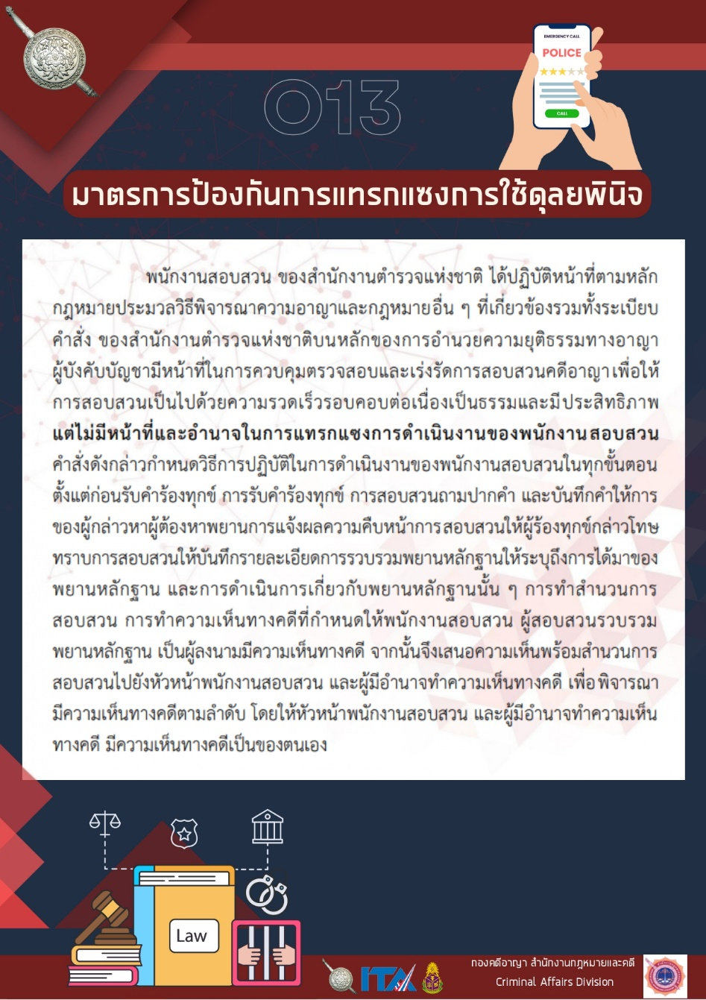 EMERGENCY CALL
POLICE
CALL
O13
มาตรการป้องกันการแทรกแซงการใช้ดุลยพินิจ
พนักงานสอบสวน ของสำนักงานตำรวจแห่งชาติ ได้ปฏิบัติหน้าที่ตามหลัก
กฎหมายประมวลวิธีพิจารณาความอาญาและกฎหมายอื่น ๆ ที่เกี่ยวข้องรวมทั้งระเบียบ
คำสั่ง ของสำนักงานตำรวจแห่งชาติบนหลักของการอำนวยความยุติธรรมทางอาญา
ผู้บังคับบัญชามีหน้าที่ในการควบคุมตรวจสอบและเร่งรัดการสอบสวนคดีอาญาเพื่อให้
การสอบสวนเป็นไปด้วยความรวดเร็วรอบคอบต่อเนื่องเป็นธรรมและมีประสิทธิภาพ
แต่ไม่มีหน้าที่และอำนาจในการแทรกแซงการดำเนินงานของพนักงานสอบสวน
คำสั่งดังกล่าวกำหนดวิธีการปฏิบัติในการดำเนินงานของพนักงานสอบสวนในทุกขั้นตอน
ตั้งแต่ก่อนรับคำร้องทุกข์ การรับคำร้องทุกข์ การสอบสวนถามปากคำ และบันทึกคำให้การ
ของผู้กล่าวหาผู้ต้องหาพยานการแจ้งผลความคืบหน้าการสอบสวนให้ผู้ร้องทุกข์กล่าวโทษ
ทราบการสอบสวนให้บันทึกรายละเอียดการรวบรวมพยานหลักฐานให้ระบุถึงการได้มาของ
พยานหลักฐาน และการดำเนินการเกี่ยวกับพยานหลักฐานนั้น ๆ การทำสำนวนการ
สอบสวน การทำความเห็นทางคดีที่กำหนดให้พนักงานสอบสวน ผู้สอบสวนรวบรวม
พยานหลักฐาน เป็นผู้ลงนามมีความเห็นทางคดี จากนั้นจึงเสนอความเห็นพร้อมสำนวนการ
สอบสวนไปยังหัวหน้าพนักงานสอบสวน และผู้มีอำนาจทำความเห็นทางคดี เพื่อพิจารณา
มีความเห็นทางคดีตามลำดับ โดยให้หัวหน้าพนักงานสอบสวน และผู้มีอำนาจทำความเห็น
ทางคดี มีความเห็นทางคดีเป็นของตนเอง
Law
ITA
กองคดีอาญา สำนักงานกฎหมายและคดี
Criminal Affairs Division